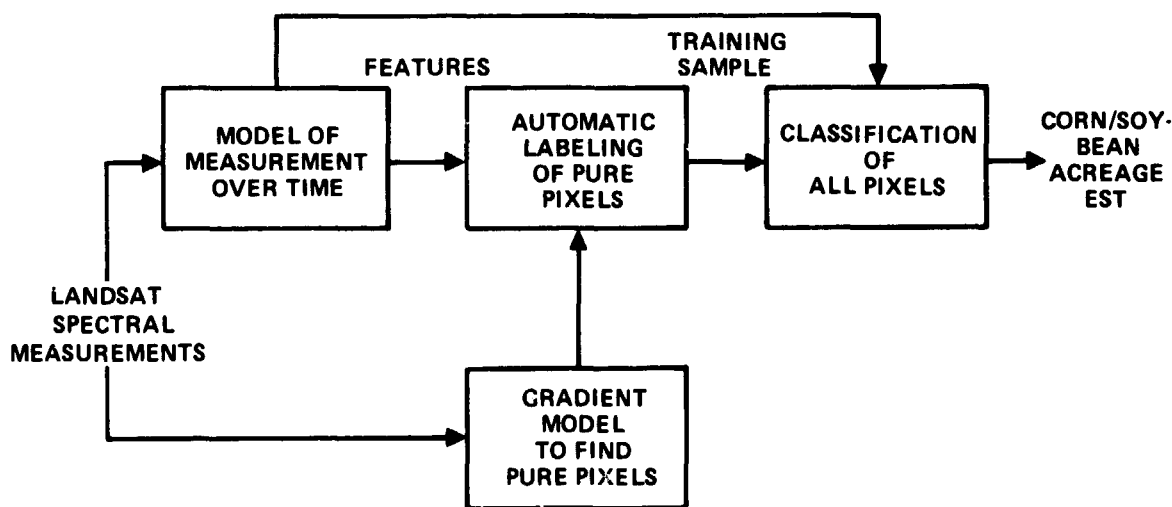 FEATURES
TRAINING
SAMPLE
MODEL OF
MEASUREMENT
OVER TIME
AUTOMATIC
LABELING
OF PURE
PIXELS
CLASSIFICATION
OF
ALL PIXELS
CORN/SOY-
BEAN
ACREAGE
EST
LANDSAT
SPECTRAL
MEASUREMENTS
GRADIENT
MODEL
TO FIND
PURE PIXELS